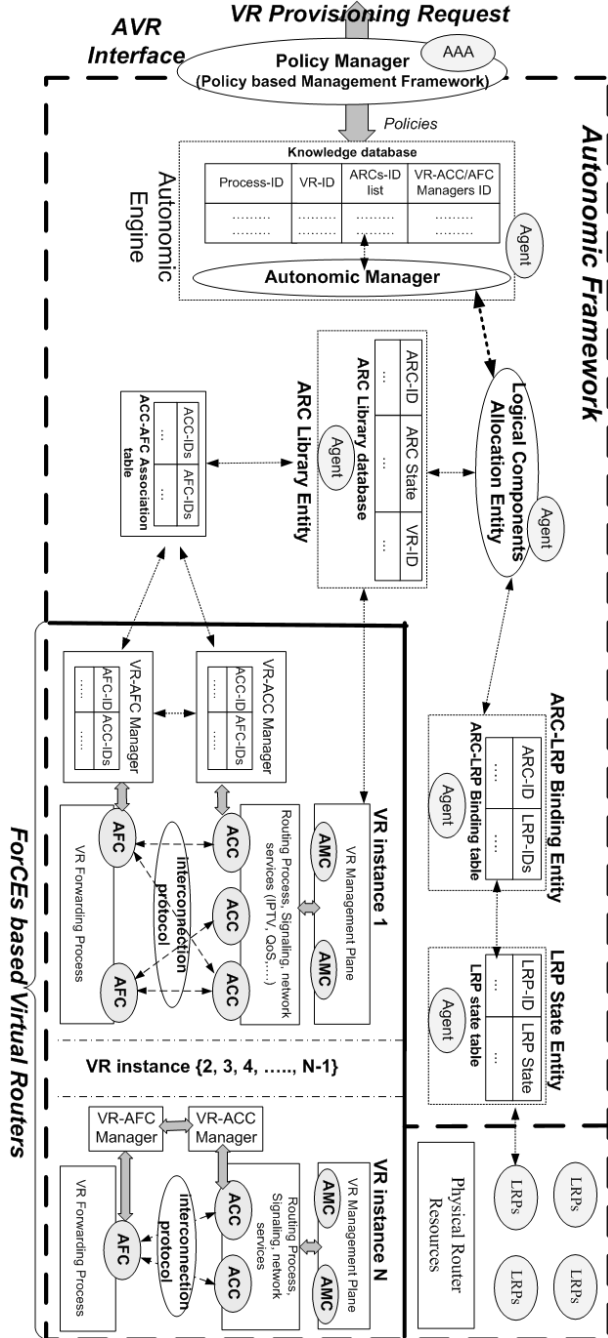 VR Provisioning Request
AVR
Interface
AAA
Policy Manager
(Policy based Management Framework)
Policies
Autonomic Framework
Autonomic
Engine
Knowledge database
Process-ID
VR-ID
ARCs-ID
list
VR-ACC/AFC
Managers ID
.........
.........
.........
.........
.........
.........
.........
.........
Agent
Autonomic Manager
Logical Components
Allocation Entity
Agent
ARC-ID
ARC State
VR-ID
...
...
...
ARC Library database
Agent
ARC Library Entity
ACC-IDs
AFC-IDs
...
...
ACC-AFC Association
table
ARC-LRP Binding Entity
ARC-ID
LRP-IDs
.....
...
ARC-LRP Binding table
Agent
LRP State Entity
LRP-ID
LRP State
...
...
LRP state table
Agent
LRPs
LRPs
LRPs
LRPs
Physical Router
Resources
VR-ACC Manager
ACC-ID
AFC-IDs
.....
.....
VR-AFC Manager
AFC-ID
ACC-IDs
.....
.....
VR instance 1
VR Management Plane
AMC
AMC
Routing Process, Signaling, network
services (IPTV, QoS,....)
ACC
ACC
ACC
interconnection
protocol
AFC
AFC
VR Forwarding Process
VR instance {2, 3, 4, ....., N-1}
VR instance N
VR Management Plane
AMC
AMC
Routing Process,
Signaling, network
services
VR-ACC
Manager
VR-AFC
Manager
ACC
ACC
interconnection
protocol
AFC
VR Forwarding Process
ForCEs based Virtual Routers